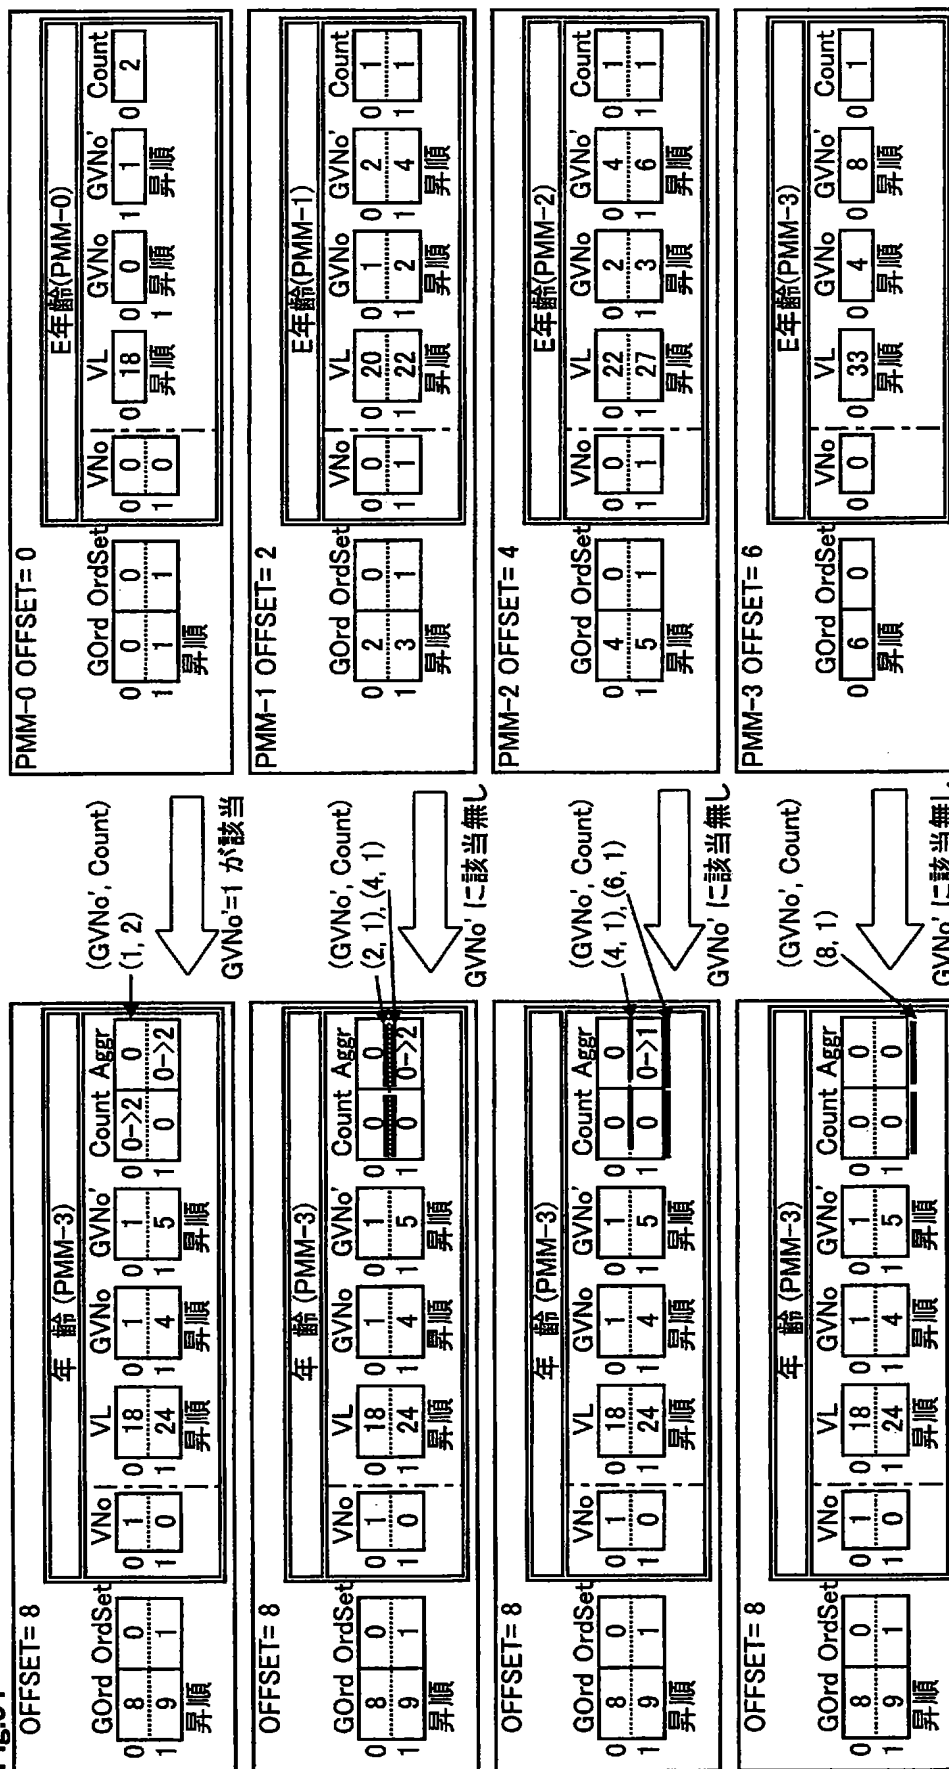 OFFSET= 8
年 齢 (PMM-3)
GOrd OrdSet VNo VL GVNo GVNo' Count Aggr
0 8 0 0 1 0 18 0 1 0 1 0 0->2 0
1 9 1 1 0 1 24 1 4 1 5 1 0 0->2
昇順 昇順 昇順 昇順
(GVNo', Count)
(1, 2)
GVNo'=1 が該当
PMM-0 OFFSET= 0
E年齢(PMM-0)
GOrd OrdSet VNo VL GVNo GVNo' Count
0 0 0 0 0 0 18 0 0 1 1 0 2
1 1 1 1 0 1
昇順 昇順 昇順 昇順
OFFSET= 8
年 齢 (PMM-3)
GOrd OrdSet VNo VL GVNo GVNo' Count Aggr
0 8 0 0 1 0 18 0 1 0 1 0 0 0
1 9 1 1 0 1 24 1 4 1 5 1 0 0->2
昇順 昇順 昇順 昇順
(GVNo', Count)
(2, 1), (4, 1)
GVNo' に該当無し
PMM-1 OFFSET= 2
E年齢(PMM-1)
GOrd OrdSet VNo VL GVNo GVNo' Count
0 2 0 0 0 0 20 0 1 0 2 0 1
1 3 1 1 1 1 22 1 2 1 4 1 1
昇順 昇順 昇順 昇順
OFFSET= 8
年 齢 (PMM-3)
GOrd OrdSet VNo VL GVNo GVNo' Count Aggr
0 8 0 0 1 0 18 0 1 0 1 0 0 0
1 9 1 1 0 1 24 1 4 1 5 1 0 0->1
昇順 昇順 昇順 昇順
(GVNo', Count)
(4, 1), (6, 1)
GVNo' に該当無し
PMM-2 OFFSET= 4
E年齢(PMM-2)
GOrd OrdSet VNo VL GVNo GVNo' Count
0 4 0 0 0 0 22 0 2 0 4 0 1
1 5 1 1 1 1 27 1 3 1 6 1 1
昇順 昇順 昇順 昇順
OFFSET= 8
年 齢 (PMM-3)
GOrd OrdSet VNo VL GVNo GVNo' Count Aggr
0 8 0 0 1 0 18 0 1 0 1 0 0 0
1 9 1 1 0 1 24 1 4 1 5 1 0 0
昇順 昇順 昇順 昇順
(GVNo', Count)
(8, 1)
GVNo' に該当無し
PMM-3 OFFSET= 6
E年齢(PMM-3)
GOrd OrdSet VNo VL GVNo GVNo' Count
0 6 0 0 0 0 33 0 4 0 8 0 1
昇順 昇順 昇順 昇順